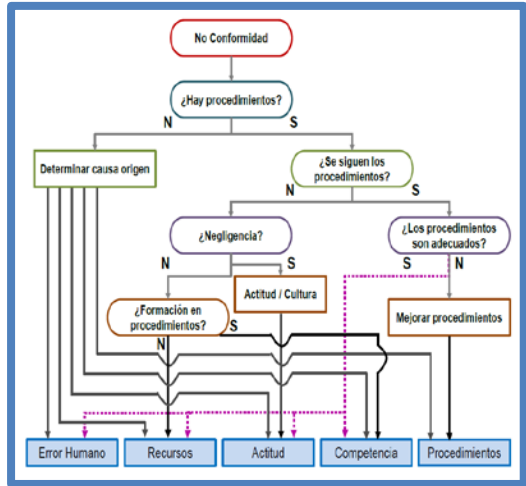 No Conformidad
¿Hay procedimientos?
N
S
Determinar causa origen
¿Se siguen los
procedimientos?
N
S
¿Negligencia?
¿Los procedimientos
son adecuados?
N
S
S
N
Actitud / Cultura
¿Formación en
procedimientos?
S
N
Mejorar procedimientos
Error Humano
Recursos
Actitud
Competencia
Procedimientos